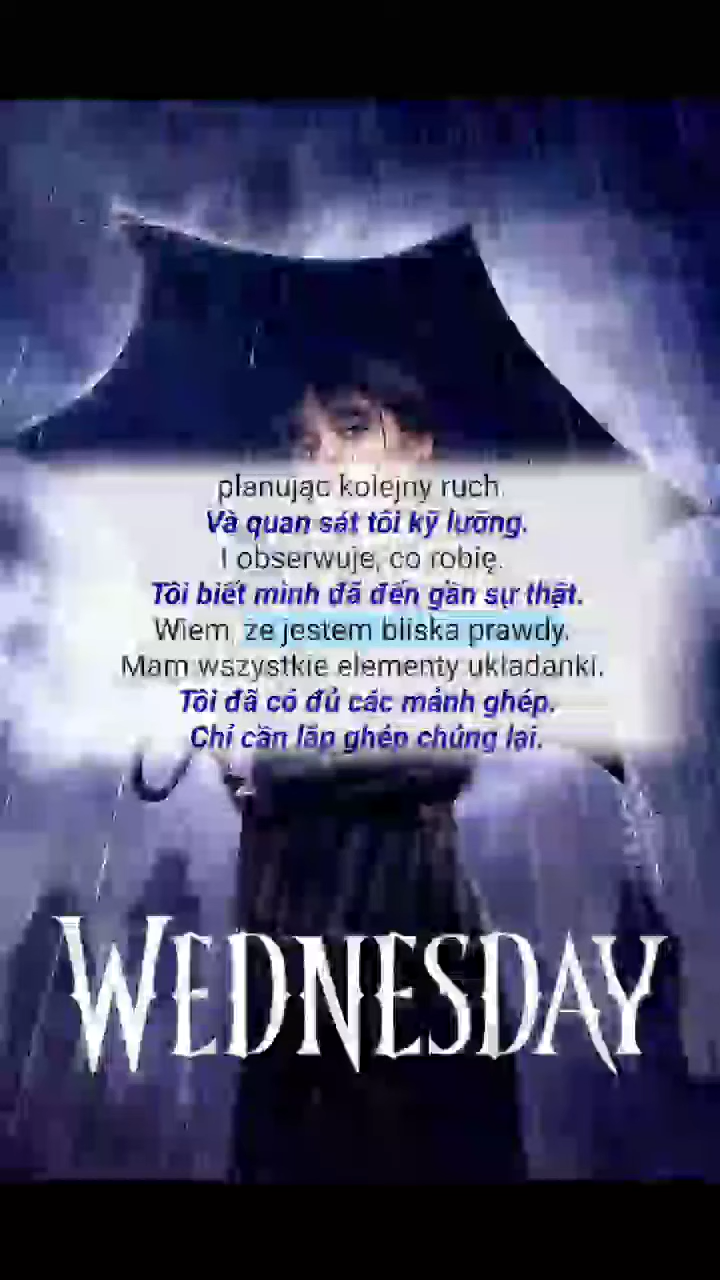 planując kolejny ruch.
Và quan sát tôi kỹ lưỡng.
I obserwuje, co robię.
Tôi biết mình đã đến gần sự thật.
Wiem, że jestem bliska prawdy.
Mam wszystkie elementy układanki.
Tôi đã có đủ các mảnh ghép.
Chỉ cần lắp ghép chúng lại.
WEDNESDAY